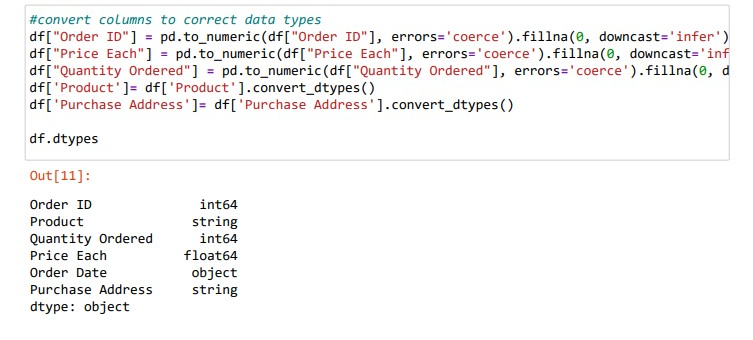 #convert columns to correct data types
df["Order ID"] = pd.to_numeric(df["Order ID"], errors='coerce').fillna(0, downcast='infer')
df["Price Each"] = pd.to_numeric(df["Price Each"], errors='coerce').fillna(0, downcast='inf
df["Quantity Ordered"] = pd.to_numeric(df["Quantity Ordered"], errors='coerce').fillna(0, d
df['Product']= df['Product'].convert_dtypes()
df['Purchase Address']= df['Purchase Address'].convert_dtypes()
df.dtypes
Out[11]:
Order ID int64
Product string
Quantity Ordered int64
Price Each float64
Order Date object
Purchase Address string
dtype: object